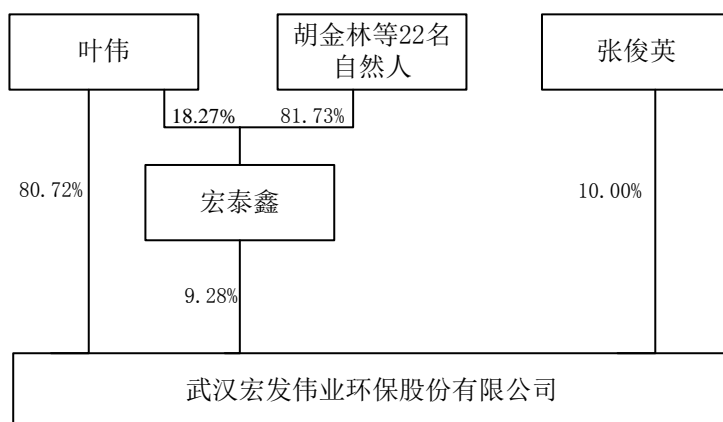 叶伟
胡金林等22名
自然人
张俊英
18.27%
81.73%
80.72%
宏泰鑫
10.00%
9.28%
武汉宏发伟业环保股份有限公司